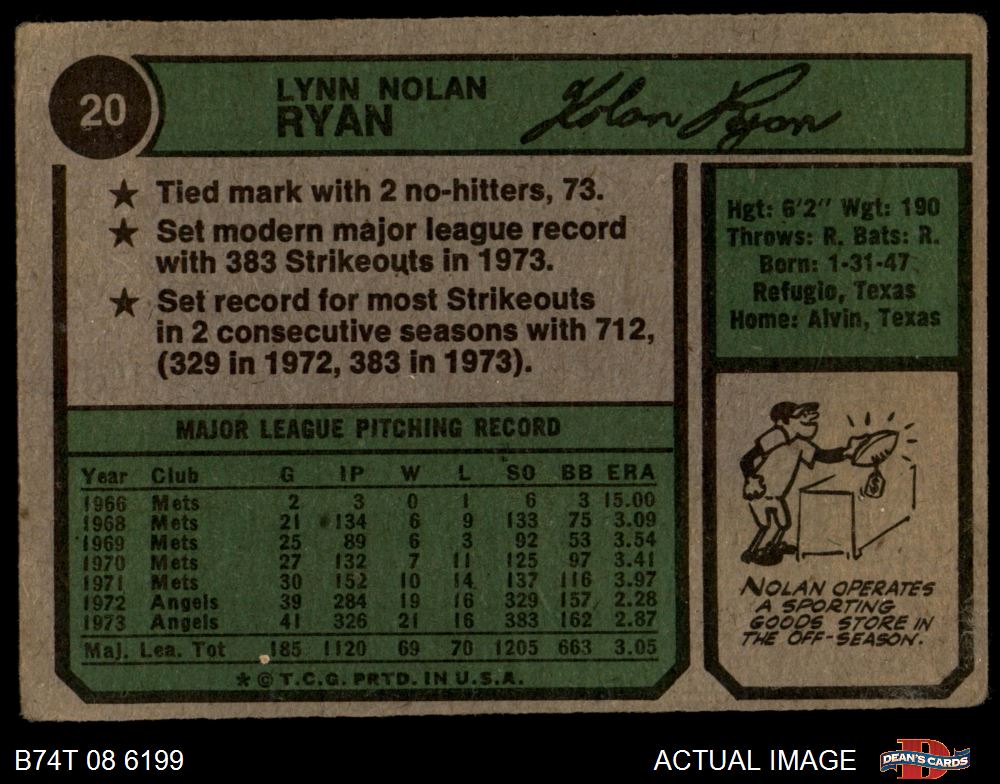 20
LYNN NOLAN
RYAN
Nolan Ryan
★ Tied mark with 2 no-hitters, 73.
★ Set modern major league record
with 383 Strikeouts in 1973.
★ Set record for most Strikeouts
in 2 consecutive seasons with 712,
(329 in 1972, 383 in 1973).
Hgt: 6'2" Wgt: 190
Throws: R. Bats: R.
Born: 1-31-47
Refugio, Texas
Home: Alvin, Texas
MAJOR LEAGUE PITCHING RECORD
Year Club G IP W L SO BB ERA
1966 Mets 2 3 0 1 6 3 15.00
1968 Mets 21 134 6 9 133 75 3.09
1969 Mets 25 89 6 3 92 53 3.54
1970 Mets 27 132 7 11 125 97 3.41
1971 Mets 30 152 10 14 137 116 3.97
1972 Angels 39 284 19 16 329 157 2.28
1973 Angels 41 326 21 16 383 162 2.87
Maj. Lea. Tot 185 1120 69 70 1205 663 3.05
* © T.C.G. PRTD. IN U.S.A.
$
NOLAN OPERATES
A SPORTING
GOODS STORE IN
THE OFF-SEASON.
B74T 08 6199
ACTUAL IMAGE
DEAN'S CARDS